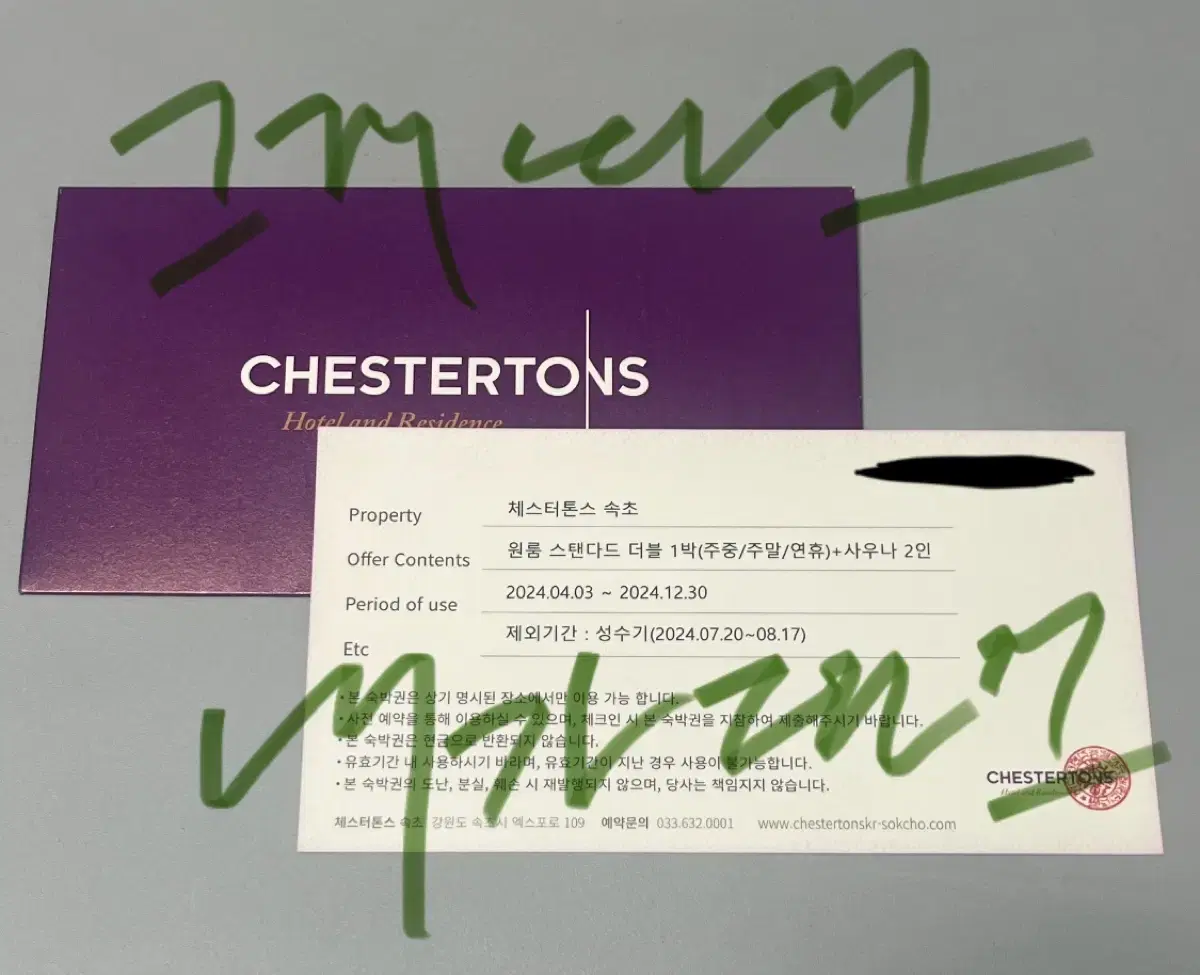 CHESTERTONS
Hotel and Residence
Property 체스터톤스 속초
Offer Contents 원룸 스탠다드 더블 1박(주중/주말/연휴)+사우나 2인
Period of use 2024.04.03 ~ 2024.12.30
Etc 제외기간 : 성수기(2024.07.20~08.17)
• 본 숙박권은 상기 명시된 장소에서만 이용 가능 합니다.
• 사전 예약을 통해 이용하실 수 있으며, 체크인 시 본 숙박권을 지참하여 제출해주시기 바랍니다.
• 본 숙박권은 현금으로 반환되지 않습니다.
• 유효기간 내 사용하시기 바라며, 유효기간이 지난 경우 사용이 불가능합니다.
• 본 숙박권의 도난, 분실, 훼손 시 재발행되지 않으며, 당사는 책임지지 않습니다.
CHESTERTONS
Hotel and Residence
체스터톤스 속초 강원도 속초시 엑스포로 109 예약문의 033.632.0001 www.chestertonskr-sokcho.com